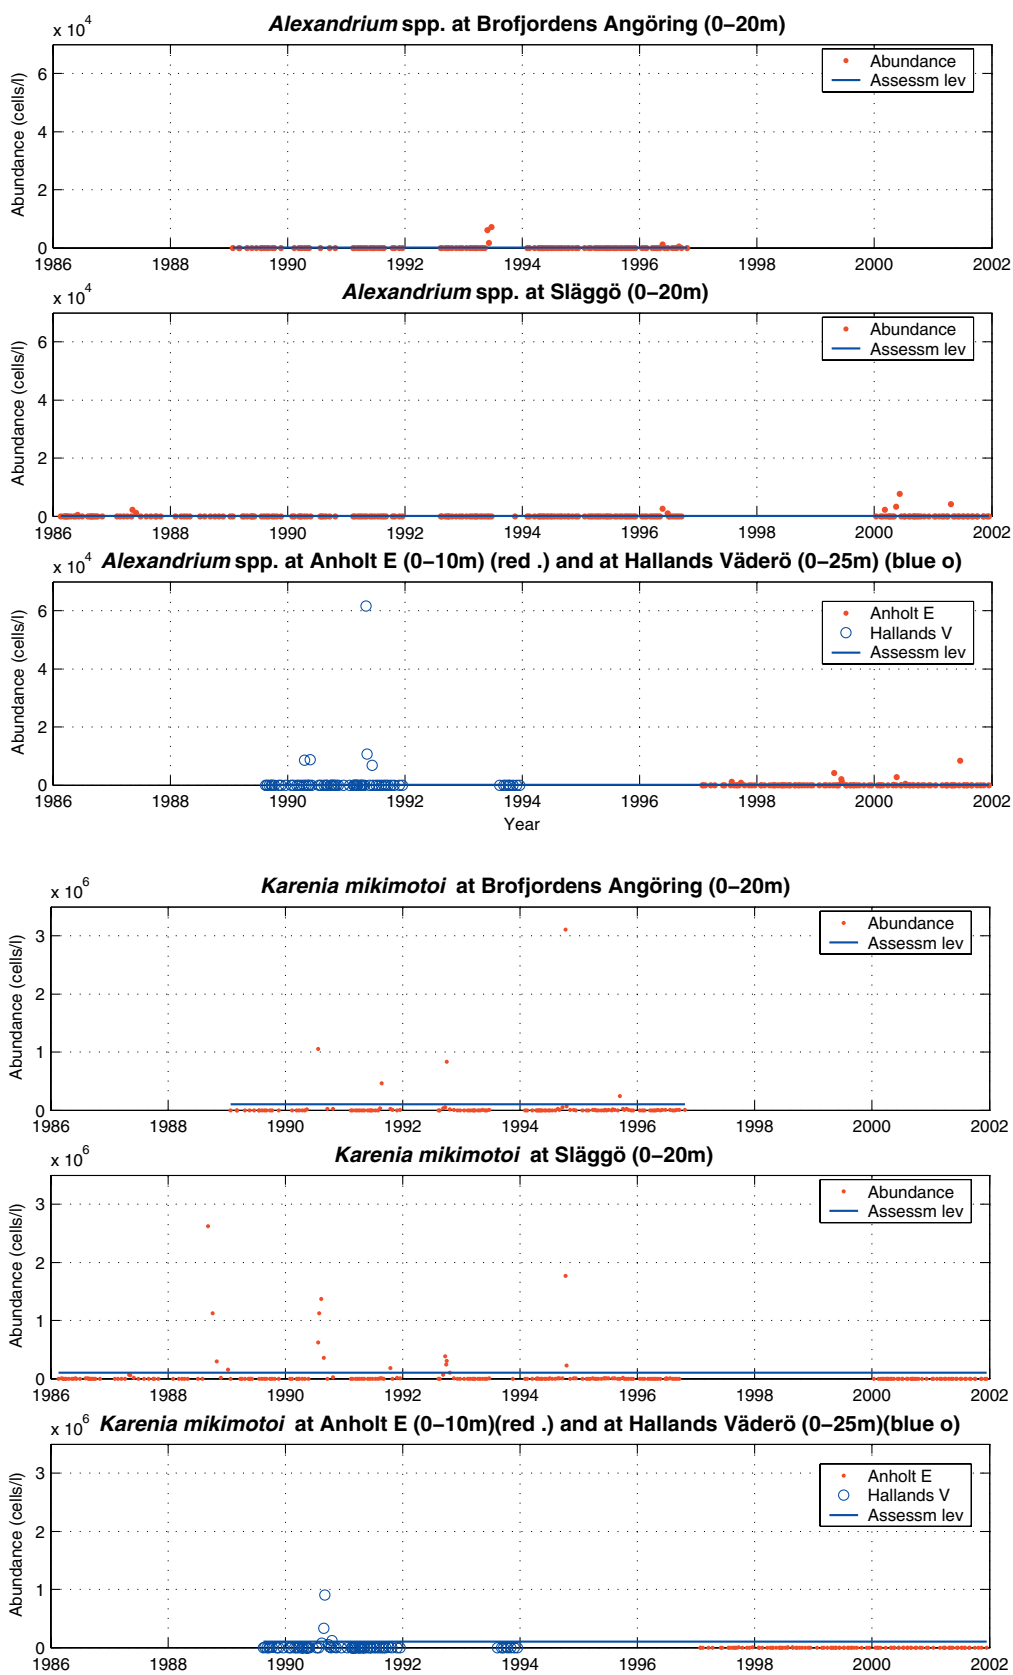 Alexandrium spp. at Brofjordens Angöring (0–20m)
x 10^4
Abundance (cells/l)
6
4
2
0
1986 1988 1990 1992 1994 1996 1998 2000 2002
Abundance
Assessm lev
Alexandrium spp. at Släggö (0–20m)
x 10^4
Abundance (cells/l)
6
4
2
0
1986 1988 1990 1992 1994 1996 1998 2000 2002
Abundance
Assessm lev
Alexandrium spp. at Anholt E (0–10m) (red .) and at Hallands Väderö (0–25m) (blue o)
x 10^4
Abundance (cells/l)
6
4
2
0
1986 1988 1990 1992 1994 1996 1998 2000 2002
Year
Anholt E
Hallands V
Assessm lev
Karenia mikimotoi at Brofjordens Angöring (0–20m)
x 10^6
Abundance (cells/l)
3
2
1
0
1986 1988 1990 1992 1994 1996 1998 2000 2002
Abundance
Assessm lev
Karenia mikimotoi at Släggö (0–20m)
x 10^6
Abundance (cells/l)
3
2
1
0
1986 1988 1990 1992 1994 1996 1998 2000 2002
Abundance
Assessm lev
Karenia mikimotoi at Anholt E (0–10m)(red .) and at Hallands Väderö (0–25m)(blue o)
x 10^6
Abundance (cells/l)
3
2
1
0
1986 1988 1990 1992 1994 1996 1998 2000 2002
Anholt E
Hallands V
Assessm lev